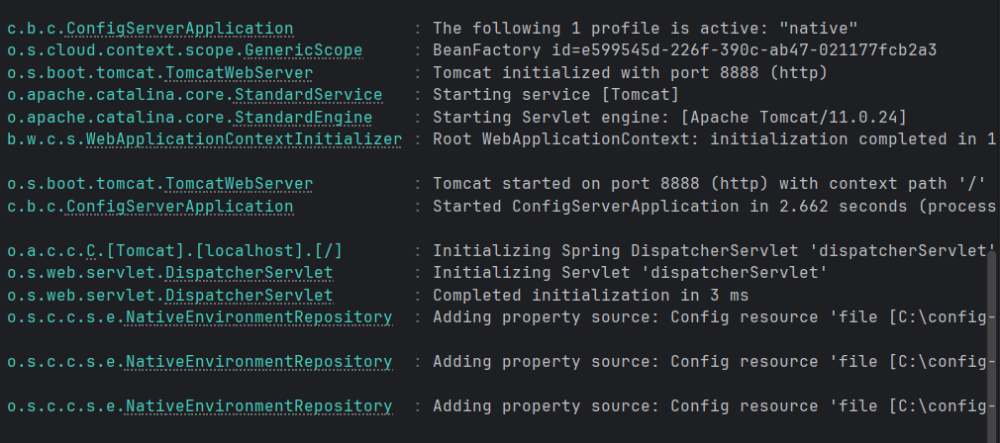 c.b.c.ConfigServerApplication : The following 1 profile is active: "native"
o.s.cloud.context.scope.GenericScope : BeanFactory id=e599545d-226f-390c-ab47-021177fcb2a3
o.s.boot.tomcat.TomcatWebServer : Tomcat initialized with port 8888 (http)
o.apache.catalina.core.StandardService : Starting service [Tomcat]
o.apache.catalina.core.StandardEngine : Starting Servlet engine: [Apache Tomcat/11.0.24]
b.w.c.s.WebApplicationContextInitializer : Root WebApplicationContext: initialization completed in 1
o.s.boot.tomcat.TomcatWebServer : Tomcat started on port 8888 (http) with context path '/'
c.b.c.ConfigServerApplication : Started ConfigServerApplication in 2.662 seconds (process
o.a.c.c.C.[Tomcat].[localhost].[/] : Initializing Spring DispatcherServlet 'dispatcherServlet'
o.s.web.servlet.DispatcherServlet : Initializing Servlet 'dispatcherServlet'
o.s.web.servlet.DispatcherServlet : Completed initialization in 3 ms
o.s.c.c.s.e.NativeEnvironmentRepository : Adding property source: Config resource 'file [C:\config-
o.s.c.c.s.e.NativeEnvironmentRepository : Adding property source: Config resource 'file [C:\config-
o.s.c.c.s.e.NativeEnvironmentRepository : Adding property source: Config resource 'file [C:\config-